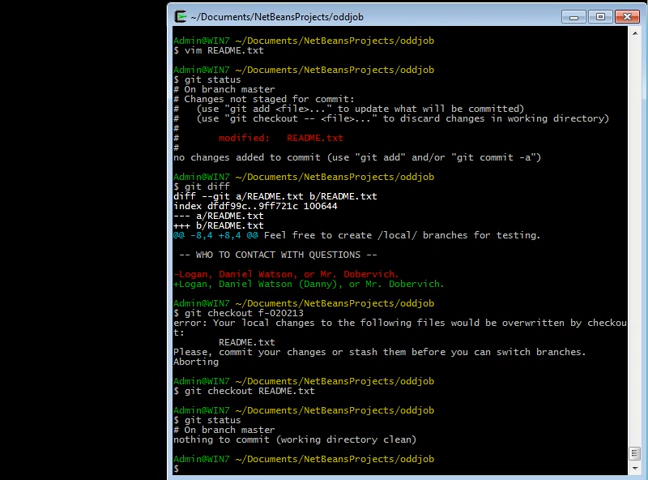 ~/Documents/NetBeansProjects/oddjob
Admin@WIN7 ~/Documents/NetBeansProjects/oddjob
$ vim README.txt
Admin@WIN7 ~/Documents/NetBeansProjects/oddjob
$ git status
# On branch master
# Changes not staged for commit:
#   (use "git add <file>..." to update what will be committed)
#   (use "git checkout -- <file>..." to discard changes in working directory)
#
#       modified:   README.txt
#
no changes added to commit (use "git add" and/or "git commit -a")
Admin@WIN7 ~/Documents/NetBeansProjects/oddjob
$ git diff
diff --git a/README.txt b/README.txt
index dfdf99c..9ff721c 100644
--- a/README.txt
+++ b/README.txt
@@ -8,4 +8,4 @@ Feel free to create /local/ branches for testing.
-- WHO TO CONTACT WITH QUESTIONS --
-Logan, Daniel Watson, or Mr. Dobervich.
+Logan, Daniel Watson (Danny), or Mr. Dobervich.
Admin@WIN7 ~/Documents/NetBeansProjects/oddjob
$ git checkout f-020213
error: Your local changes to the following files would be overwritten by checkou
t:
        README.txt
Please, commit your changes or stash them before you can switch branches.
Aborting
Admin@WIN7 ~/Documents/NetBeansProjects/oddjob
$ git checkout README.txt
Admin@WIN7 ~/Documents/NetBeansProjects/oddjob
$ git status
# On branch master
nothing to commit (working directory clean)
Admin@WIN7 ~/Documents/NetBeansProjects/oddjob
$